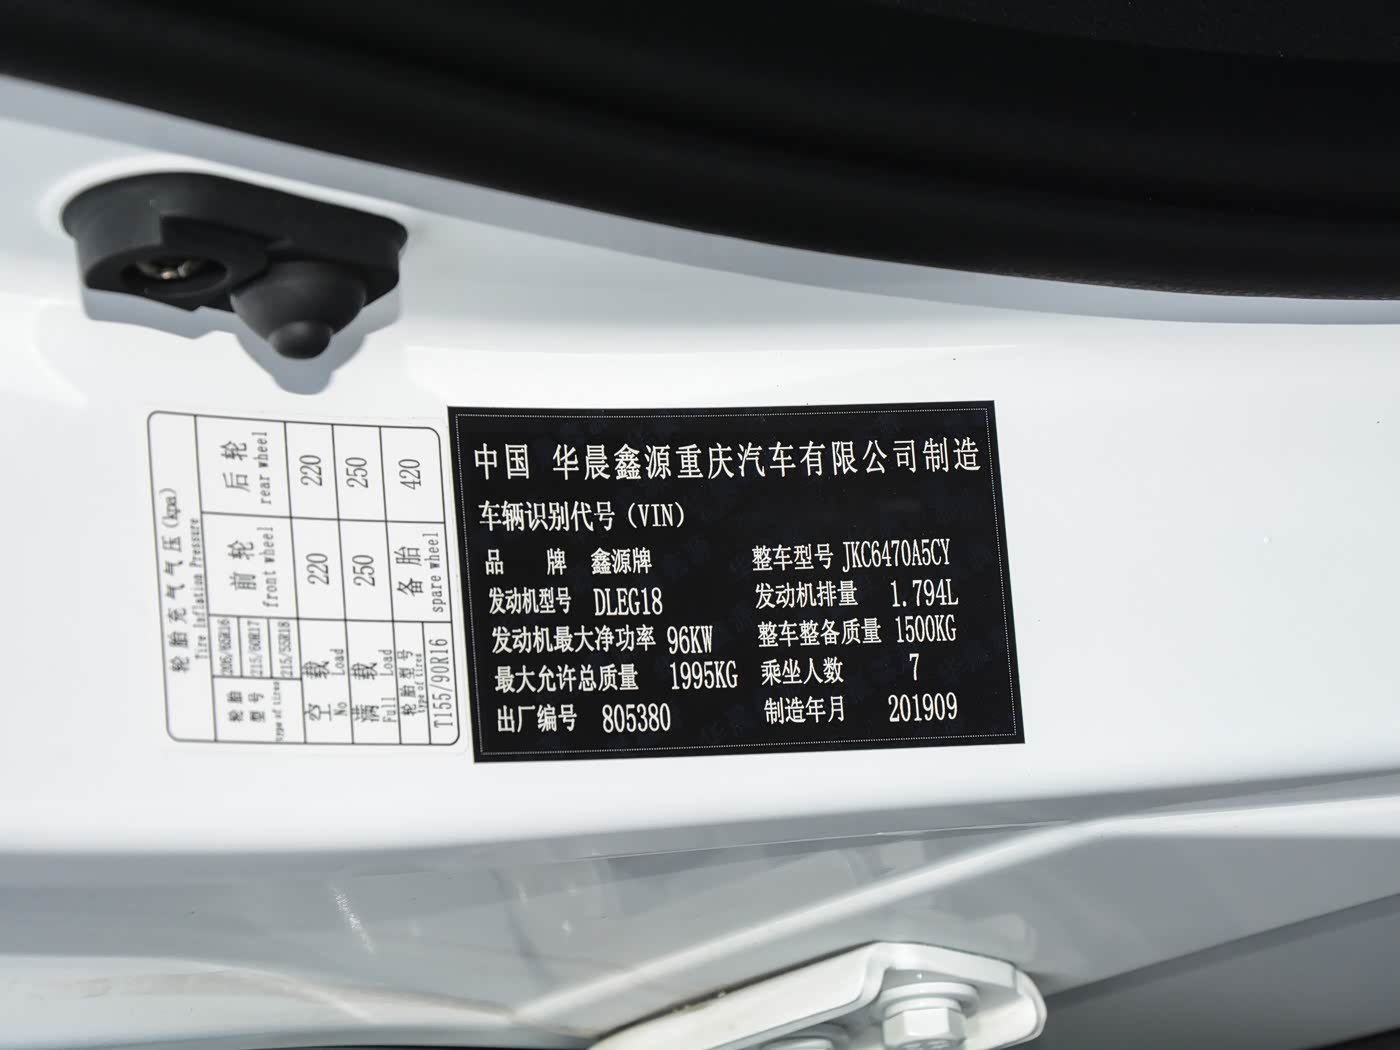 轮胎充气气压(kpa)
Tire Inflation Pressure
轮胎型号 type of tires 205/65R16 215/60R17 215/55R18 前轮 front wheel 后轮 rear wheel
空载 No Load 220 220
满载 Full Load 250 250
轮胎型号 type of tires 备胎 spare wheel 420
T155/90R16
中国 华晨鑫源重庆汽车有限公司制造
车辆识别代号（VIN）
品 牌 鑫源牌 整车型号 JKC6470A5CY
发动机型号 DLEG18 发动机排量 1.794L
发动机最大净功率 96KW 整车整备质量 1500KG
最大允许总质量 1995KG 乘坐人数 7
出厂编号 805380 制造年月 201909